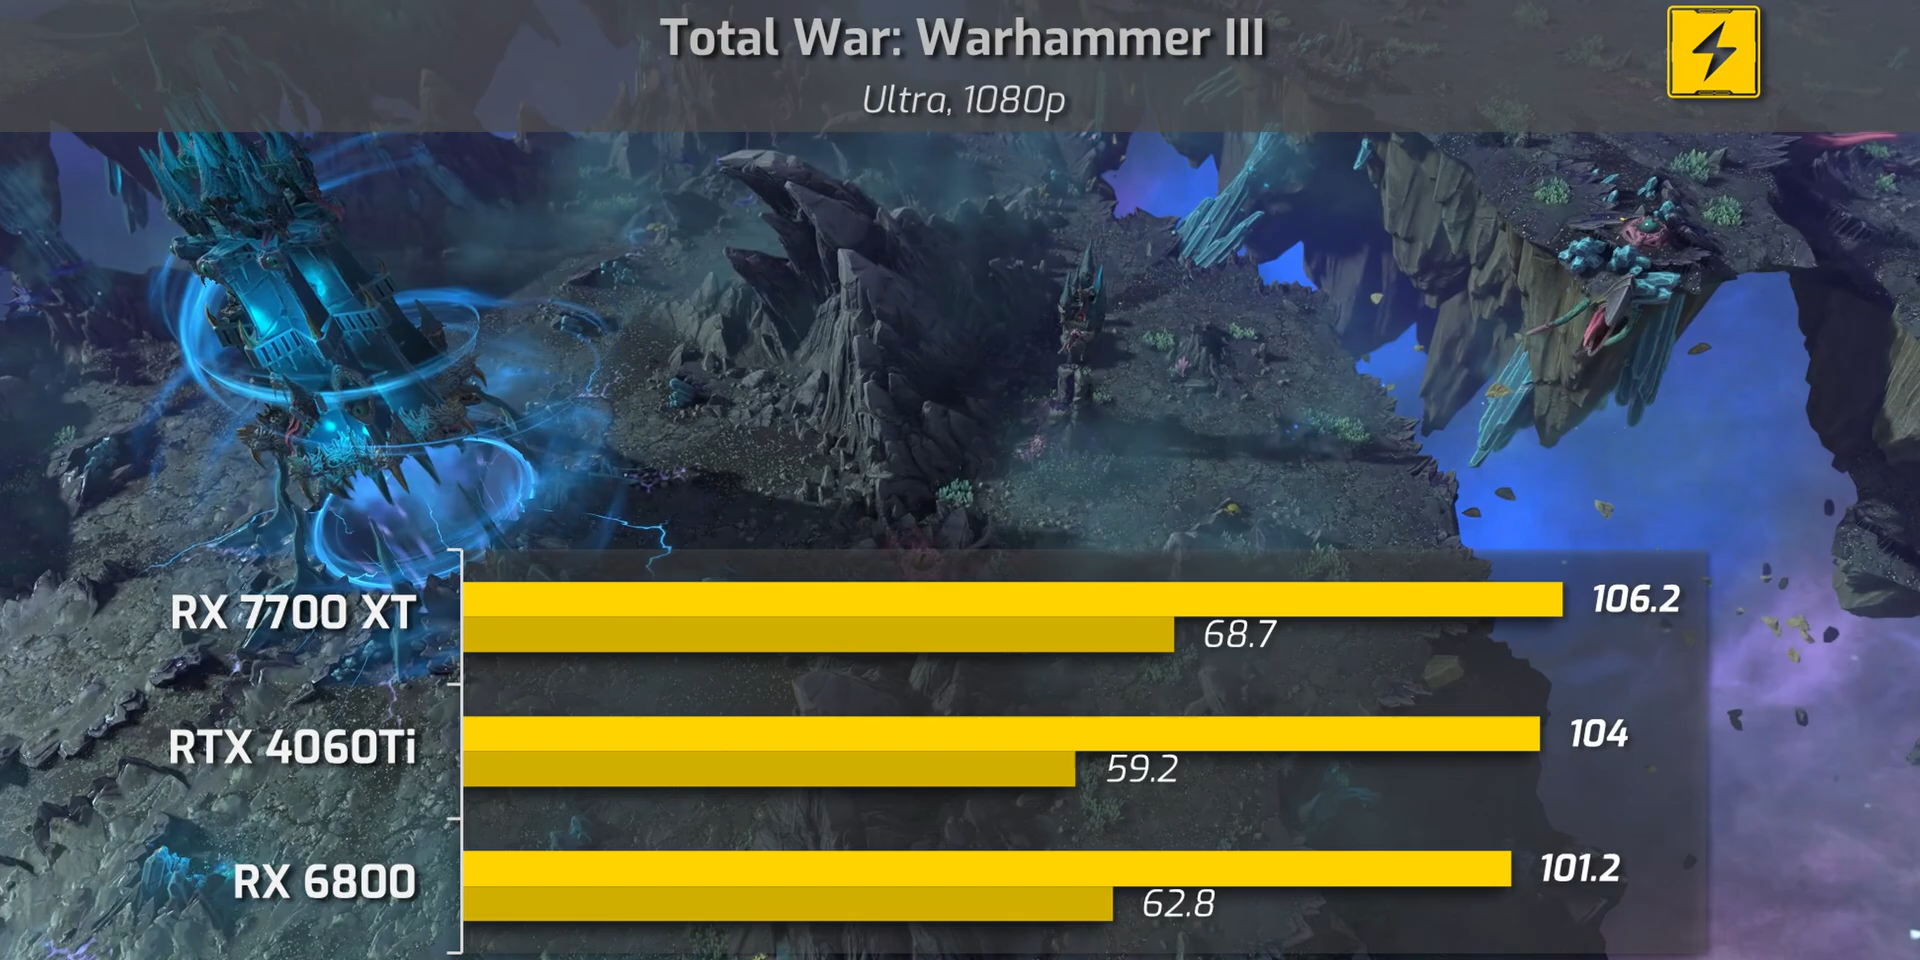 Total War: Warhammer III
Ultra, 1080p
RX 7700 XT
106.2
68.7
RTX 4060Ti
104
59.2
RX 6800
101.2
62.8